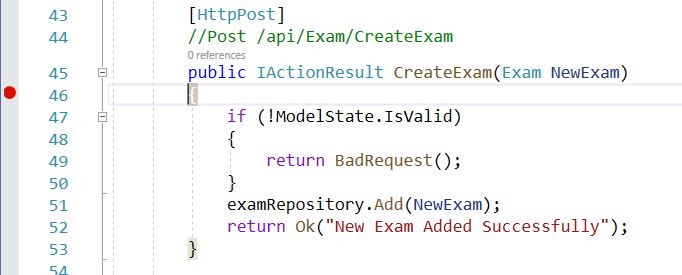 43 [HttpPost]
44 //Post /api/Exam/CreateExam
0 references
45 public IActionResult CreateExam(Exam NewExam)
46 {
47 if (!ModelState.IsValid)
48 {
49 return BadRequest();
50 }
51 examRepository.Add(NewExam);
52 return Ok("New Exam Added Successfully");
53 }
54